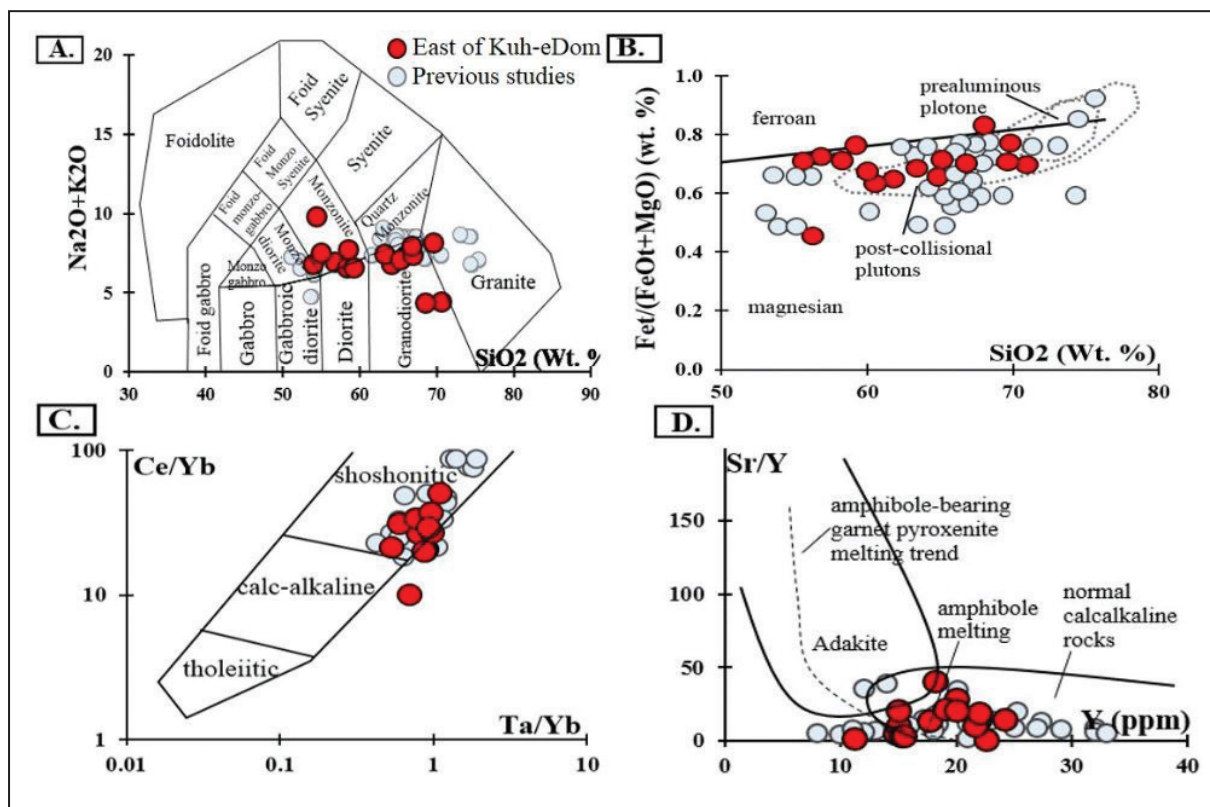 A.
East of Kuh-eDom
Previous studies
Na2O+K2O
20
15
10
5
0
30
40
50
60
70
80
90
SiO2 (Wt. %
Foidolite
Foid
Syenite
Syenite
Foid
Monzo
Syenite
Foid
monzo-
gabbro
Monzonite
Quartz
Monzonite
Monzo
diorite
Monzo
gabbro
Foid gabbro
Gabbro
Gabbroic
diorite
Diorite
Granodiorite
Granite
B.
Fet/(FeOt+MgO) (wt. %)
1.0
0.8
0.6
0.4
0.2
0.0
50
60
70
80
SiO2 (Wt. %)
ferroan
prealuminous
plotone
post-collisional
plutons
magnesian
C.
Ce/Yb
100
10
1
0.01
0.1
1
10
Ta/Yb
shoshonitic
calc-alkaline
tholeiitic
D.
Sr/Y
150
100
50
0
0
10
20
30
40
Y (ppm)
amphibole-bearing
garnet pyroxenite
melting trend
Adakite
amphibole
melting
normal
calcalkaline
rocks